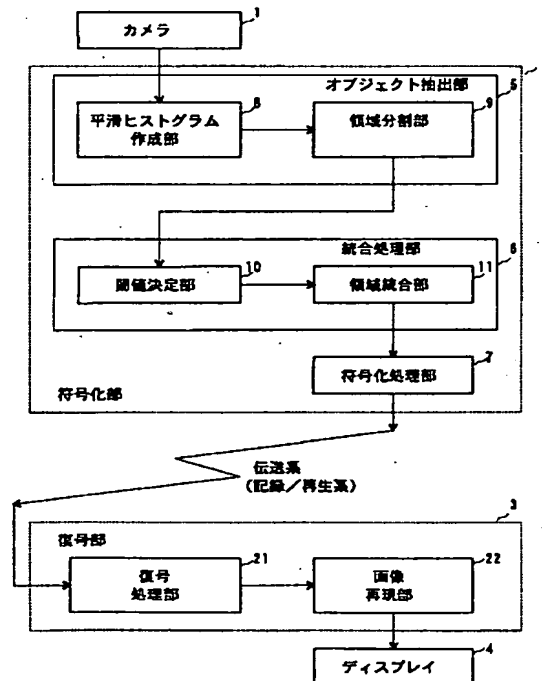 1
カメラ
オブジェクト抽出部
5
8
平滑ヒストグラム
作成部
9
領域分割部
統合処理部
6
10
閾値決定部
11
領域統合部
7
符号化処理部
符号化部
伝送系
(記録/再生系)
3
復号部
21
復号
処理部
22
画像
再現部
4
ディスプレイ